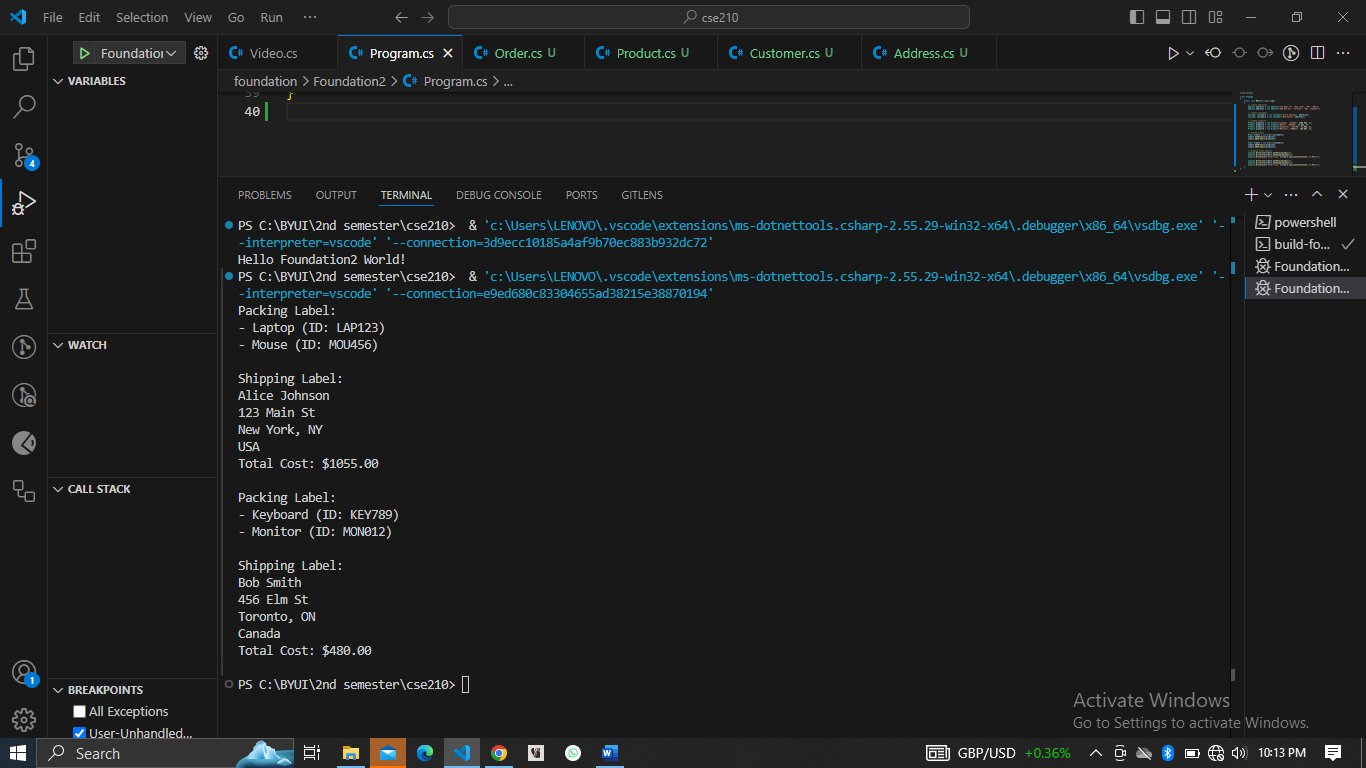 File Edit Selection View Go Run ··· cse210
Foundation
Video.cs
Program.cs
Order.cs U
Product.cs U
Customer.cs U
Address.cs U
VARIABLES
foundation > Foundation2 > Program.cs > ...
39 }
40
PROBLEMS OUTPUT TERMINAL DEBUG CONSOLE PORTS GITLENS
PS C:\BYUI\2nd semester\cse210> & 'c:\Users\LENOVO\.vscode\extensions\ms-dotnettools.csharp-2.55.29-win32-x64\.debugger\x86_64\vsdbg.exe' '-
-interpreter=vscode' '--connection=3d9ecc10185a4af9b70ec883b932dc72'
Hello Foundation2 World!
PS C:\BYUI\2nd semester\cse210> & 'c:\Users\LENOVO\.vscode\extensions\ms-dotnettools.csharp-2.55.29-win32-x64\.debugger\x86_64\vsdbg.exe' '-
-interpreter=vscode' '--connection=e9ed680c83304655ad38215e38870194'
Packing Label:
- Laptop (ID: LAP123)
- Mouse (ID: MOU456)
Shipping Label:
Alice Johnson
123 Main St
New York, NY
USA
Total Cost: $1055.00
Packing Label:
- Keyboard (ID: KEY789)
- Monitor (ID: MON012)
Shipping Label:
Bob Smith
456 Elm St
Toronto, ON
Canada
Total Cost: $480.00
PS C:\BYUI\2nd semester\cse210>
powershell
build-fo...
Foundation...
Foundation...
4
WATCH
CALL STACK
1
BREAKPOINTS
All Exceptions
User-Unhandled...
Activate Windows
Go to Settings to activate Windows.
Search
GBP/USD +0.36%
10:13 PM